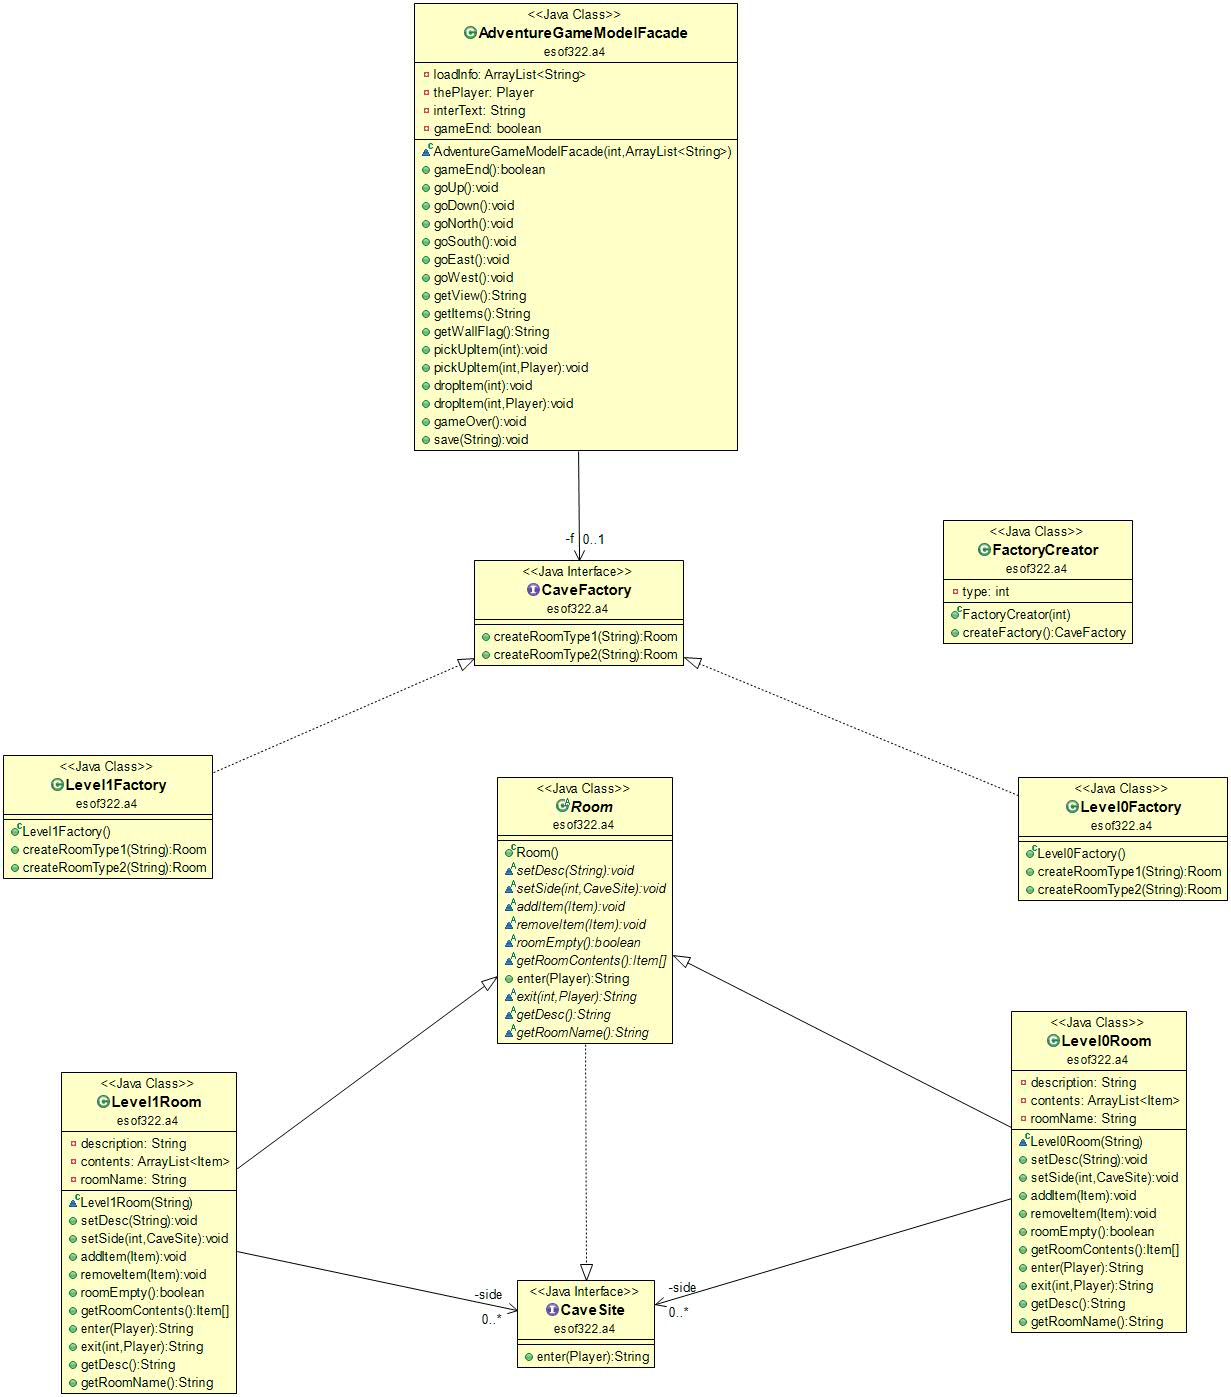 <<Java Class>>
AdventureGameModelFacade
esof322.a4
loadInfo: ArrayList<String>
thePlayer: Player
interText: String
gameEnd: boolean
AdventureGameModelFacade(int,ArrayList<String>)
gameEnd():boolean
goUp():void
goDown():void
goNorth():void
goSouth():void
goEast():void
goWest():void
getView():String
getItems():String
getWallFlag():String
pickUpItem(int):void
pickUpItem(int,Player):void
dropItem(int):void
dropItem(int,Player):void
gameOver():void
save(String):void
-f 0..1
<<Java Interface>>
CaveFactory
esof322.a4
createRoomType1(String):Room
createRoomType2(String):Room
<<Java Class>>
FactoryCreator
esof322.a4
type: int
FactoryCreator(int)
createFactory():CaveFactory
<<Java Class>>
Level1Factory
esof322.a4
Level1Factory()
createRoomType1(String):Room
createRoomType2(String):Room
<<Java Class>>
Room
esof322.a4
Room()
setDesc(String):void
setSide(int,CaveSite):void
addItem(Item):void
removeItem(Item):void
roomEmpty():boolean
getRoomContents():Item[]
enter(Player):String
exit(int,Player):String
getDesc():String
getRoomName():String
<<Java Class>>
Level0Factory
esof322.a4
Level0Factory()
createRoomType1(String):Room
createRoomType2(String):Room
<<Java Class>>
Level1Room
esof322.a4
description: String
contents: ArrayList<Item>
roomName: String
Level1Room(String)
setDesc(String):void
setSide(int,CaveSite):void
addItem(Item):void
removeItem(Item):void
roomEmpty():boolean
getRoomContents():Item[]
enter(Player):String
exit(int,Player):String
getDesc():String
getRoomName():String
<<Java Class>>
Level0Room
esof322.a4
description: String
contents: ArrayList<Item>
roomName: String
Level0Room(String)
setDesc(String):void
setSide(int,CaveSite):void
addItem(Item):void
removeItem(Item):void
roomEmpty():boolean
getRoomContents():Item[]
enter(Player):String
exit(int,Player):String
getDesc():String
getRoomName():String
-side
0..*
<<Java Interface>>
CaveSite
esof322.a4
enter(Player):String
-side
0..*